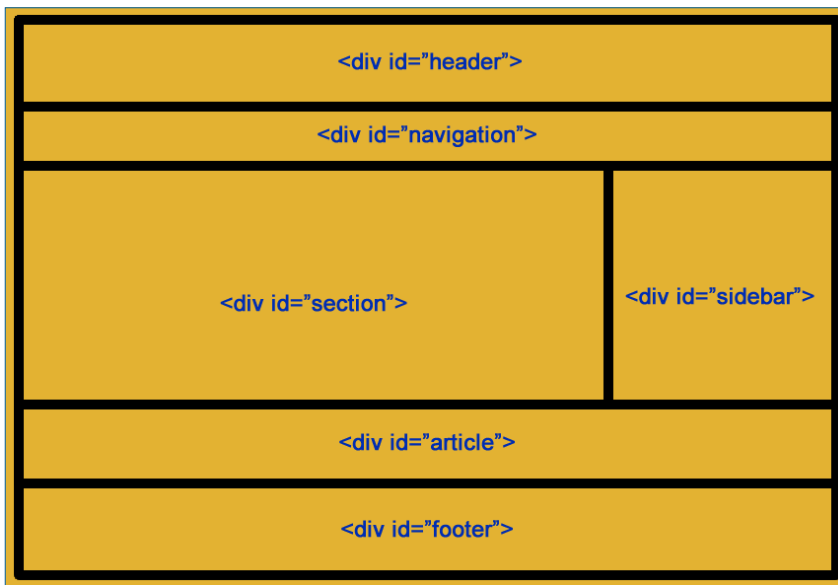 <div id=”header”>
<div id=”navigation”>
<div id=”section”>
<div id=”sidebar”>
<div id=”article”>
<div id=”footer”>